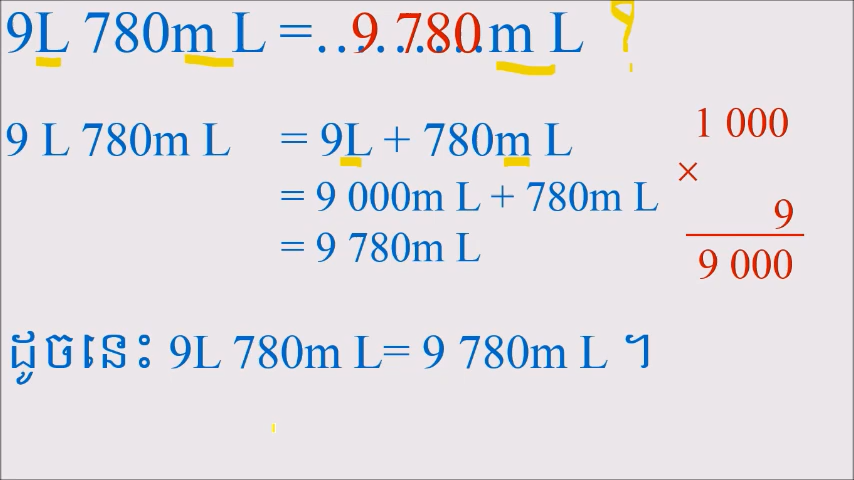 9L 780m L =..9 780..m L ?
9 L 780m L = 9L + 780m L
= 9 000m L + 780m L
= 9 780m L
1 000
×
9
9 000
ដូចនេះ 9L 780m L= 9 780m L ។